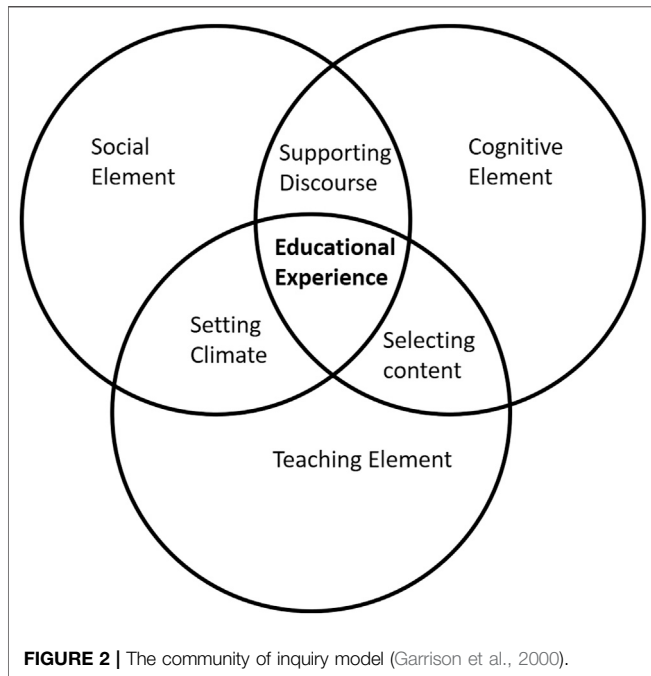 Social
Element
Supporting
Discourse
Cognitive
Element
Educational
Experience
Setting
Climate
Selecting
content
Teaching Element
FIGURE 2 | The community of inquiry model (Garrison et al., 2000).